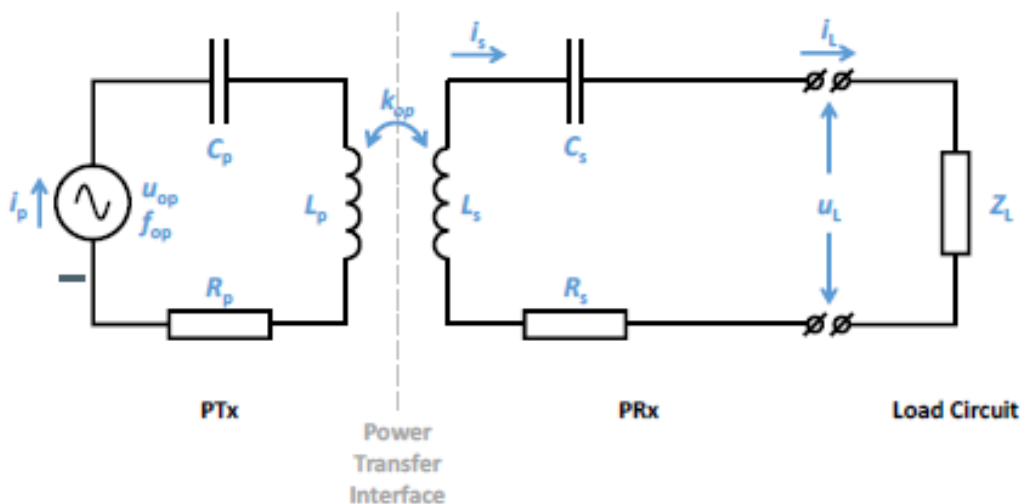 i_s
i_L
k_op
C_p
C_s
i_p
u_op
f_op
L_p
L_s
u_L
Z_L
R_p
R_s
PTx
PRx
Load Circuit
Power
Transfer
Interface